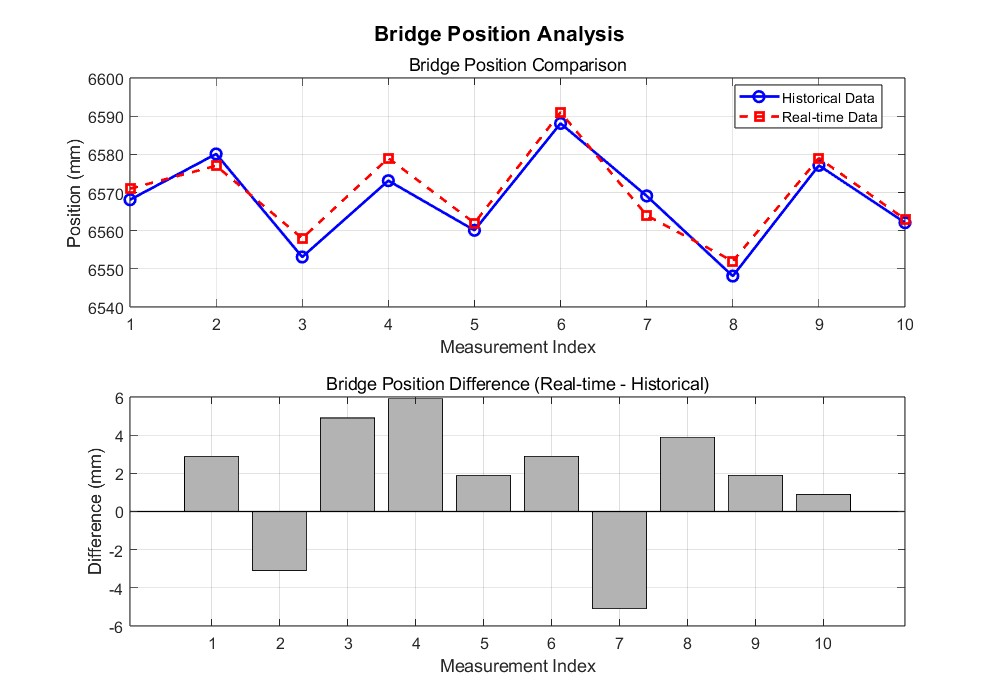 Bridge Position Analysis
Bridge Position Comparison
Position (mm)
6600
6590
6580
6570
6560
6550
6540
Historical Data
Real-time Data
1 2 3 4 5 6 7 8 9 10
Measurement Index
Bridge Position Difference (Real-time - Historical)
Difference (mm)
6
4
2
0
-2
-4
-6
1 2 3 4 5 6 7 8 9 10
Measurement Index